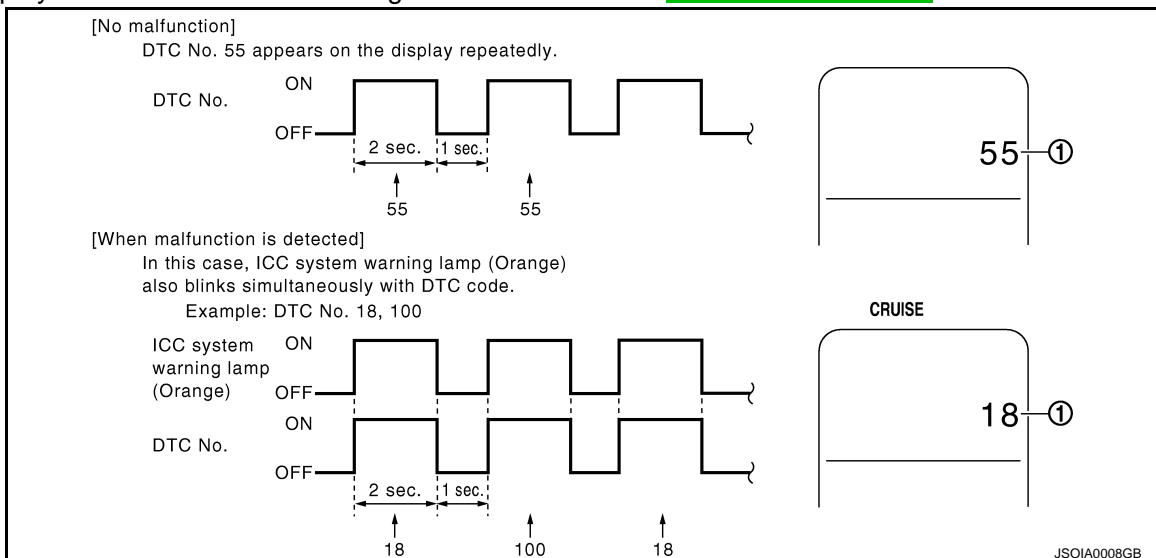 [No malfunction]
DTC No. 55 appears on the display repeatedly.
DTC No.
ON
OFF
2 sec.
1 sec.
55
55
55
①
[When malfunction is detected]
In this case, ICC system warning lamp (Orange)
also blinks simultaneously with DTC code.
Example: DTC No. 18, 100
CRUISE
ICC system
warning lamp
(Orange)
ON
OFF
DTC No.
ON
OFF
2 sec.
1 sec.
18
100
18
18
①
JSOIA0008GB